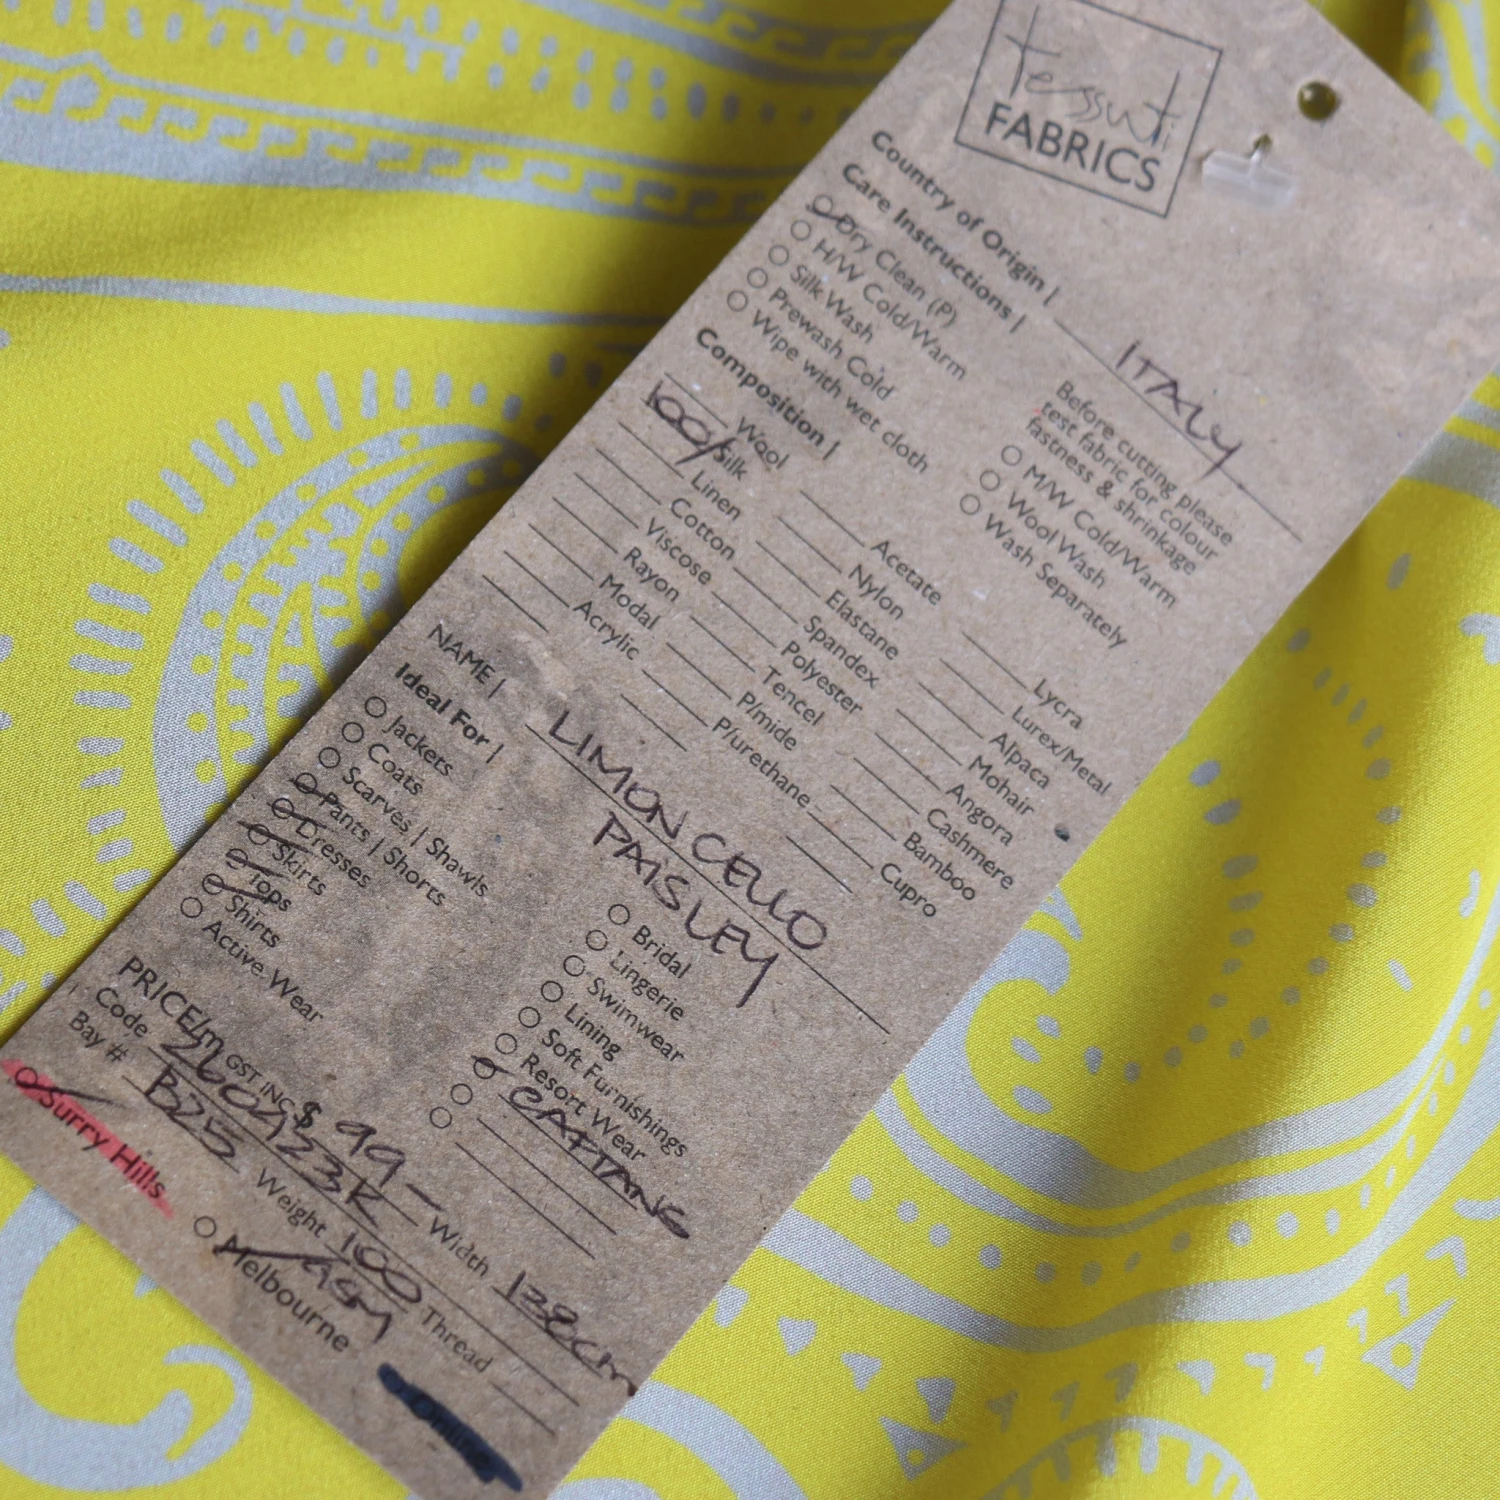 tessuti
FABRICS
Country of Origin | ITALY
Care Instructions |
Dry Clean (P)
H/W Cold/Warm
Silk Wash
Prewash Cold
Wipe with wet cloth
Before cutting please
test fabric for colour
fastness & shrinkage
M/W Cold/Warm
Wool Wash
Wash Separately
Composition |
Wool
100% Silk
Linen
Cotton
Viscose
Rayon
Modal
Acrylic
Acetate
Nylon
Elastane
Spandex
Polyester
Tencel
P/mide
P/urethane
Lycra
Lurex/Metal
Alpaca
Mohair
Angora
Cashmere
Bamboo
Cupro
NAME | LIMONCELLO
PAISLEY
Ideal For |
Jackets
Coats
Scarves | Shawls
Pants | Shorts
Dresses
Skirts
Tops
Shirts
Active Wear
Bridal
Lingerie
Swimwear
Lining
Soft Furnishings
Resort Wear
CAFTANS
PRICE/m GST INC $ 99-
Code Width 138cm
Bay # B25 Weight 100 Thread
Surry Hills
Melbourne
Online